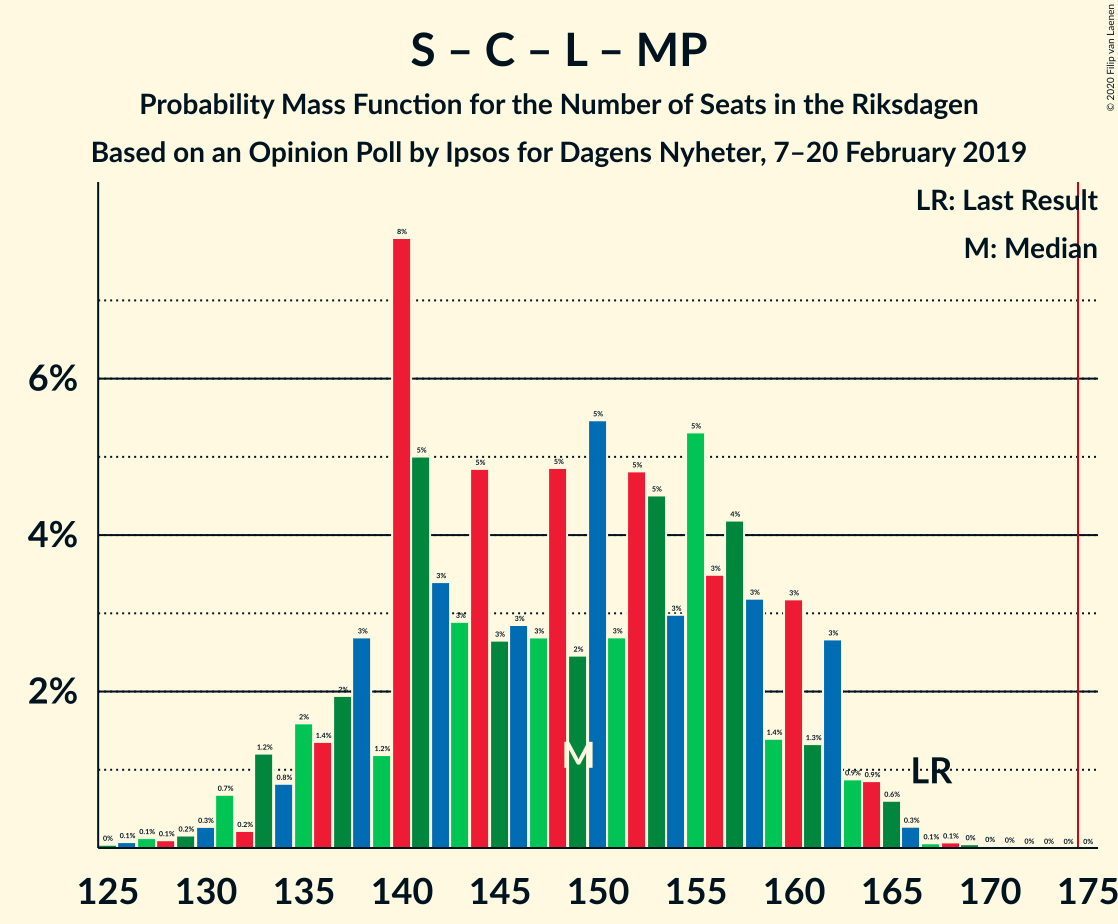 S – C – L – MP
Probability Mass Function for the Number of Seats in the Riksdagen
Based on an Opinion Poll by Ipsos for Dagens Nyheter, 7–20 February 2019
© 2020 Filip van Laenen
LR: Last Result
M: Median
6%
4%
2%
0% 0.1% 0.1% 0.1% 0.2% 0.3% 0.7% 0.2% 1.2% 0.8% 2% 1.4% 2% 3% 1.2% 8% 5% 3% 3% 5% 3% 3% 3% 5% 2% 5% 3% 5% 5% 3% 5% 3% 4% 3% 1.4% 3% 1.3% 3% 0.9% 0.9% 0.6% 0.3% 0.1% 0.1% 0% 0% 0% 0% 0% 0% 0%
M
LR
125 130 135 140 145 150 155 160 165 170 175